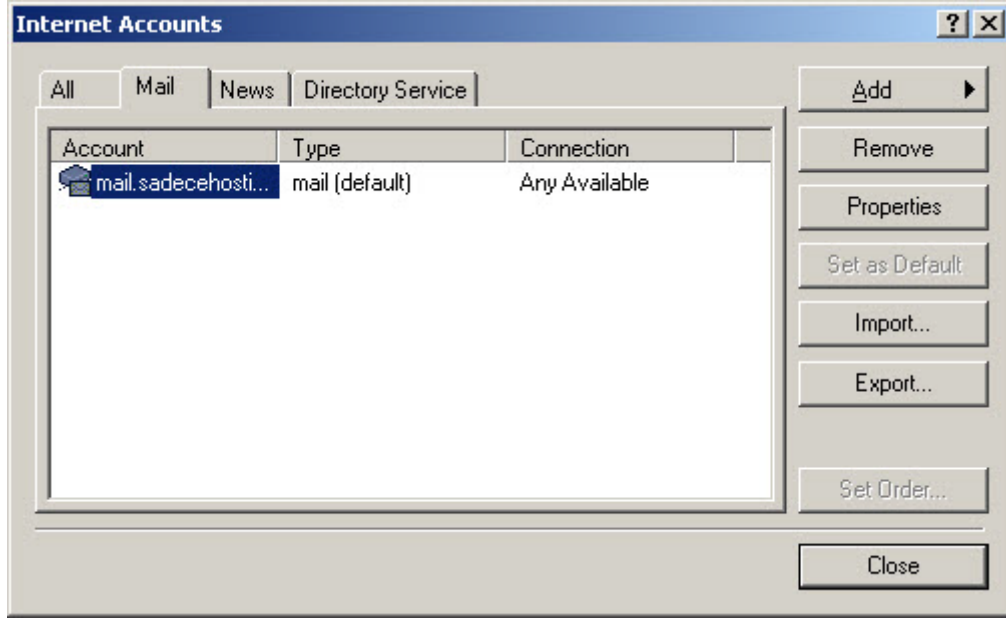 Internet Accounts
All Mail News Directory Service
Account Type Connection
mail.sadecehosti... mail (default) Any Available
Add
Remove
Properties
Set as Default
Import...
Export...
Set Order...
Close